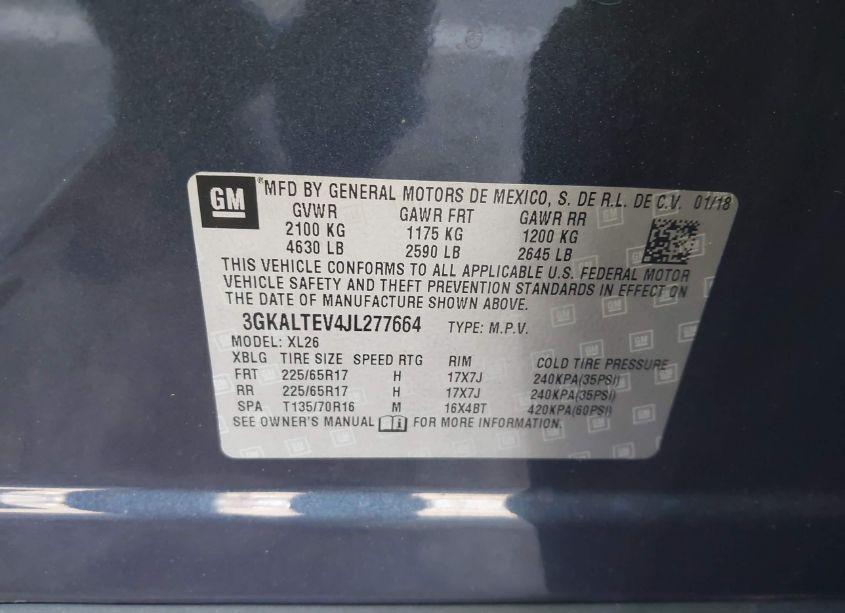 GM ®MFD BY GENERAL MOTORS DE MEXICO, S. DE R.L. DE C.V. 01/18
GVWR GAWR FRT GAWR RR
2100 KG 1175 KG 1200 KG
4630 LB 2590 LB 2645 LB
THIS VEHICLE CONFORMS TO ALL APPLICABLE U.S. FEDERAL MOTOR
VEHICLE SAFETY AND THEFT PREVENTION STANDARDS IN EFFECT ON
THE DATE OF MANUFACTURE SHOWN ABOVE.
3GKALTEV4JL277664 TYPE: M.P.V.
MODEL: XL26
XBLG TIRE SIZE SPEED RTG RIM COLD TIRE PRESSURE
FRT 225/65R17 H 17X7J 240KPA(35PSI)
RR 225/65R17 H 17X7J 240KPA(35PSI)
SPA T135/70R16 M 16X4BT 420KPA(60PSI)
SEE OWNER'S MANUAL FOR MORE INFORMATION.